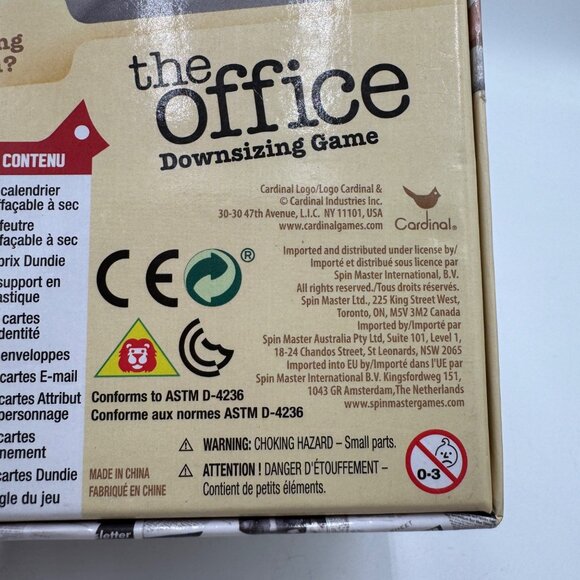 ng
?
the
office
Downsizing Game
CONTENU
calendrier
ffaçable à sec
feutre
façable à sec
prix Dundie
support en
astique
cartes
dentité
enveloppes
cartes E-mail
cartes Attribut
personnage
cartes
nement
cartes Dundie
gle du jeu
Cardinal Logo/Logo Cardinal &
© Cardinal Industries Inc.
30-30 47th Avenue, L.I.C. NY 11101, USA
www.cardinalgames.com
Cardinal®
Imported and distributed under license by/
Importé et distribué sous licence par
Spin Master International, B.V.
All rights reserved./Tous droits réservés.
Spin Master Ltd., 225 King Street West,
Toronto, ON, M5V 3M2 Canada
Imported by/Importé par
Spin Master Australia Pty Ltd, Suite 101, Level 1,
18-24 Chandos Street, St Leonards, NSW 2065
Imported into EU by/Importé dans l'UE par
Spin Master International B.V. Kingsfordweg 151,
1043 GR Amsterdam,The Netherlands
www.spinmastergames.com
CE
®
Conforms to ASTM D-4236
Conforme aux normes ASTM D-4236
MADE IN CHINA
FABRIQUÉ EN CHINE
WARNING: CHOKING HAZARD – Small parts.
ATTENTION ! DANGER D'ÉTOUFFEMENT –
Contient de petits éléments.
0-3
letter